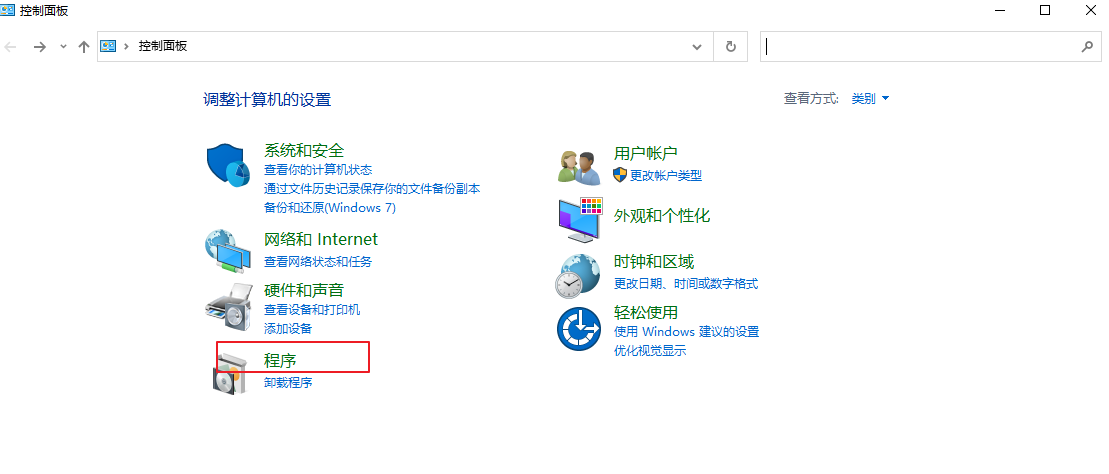 控制面板
控制面板
调整计算机的设置
查看方式: 类别
系统和安全
查看你的计算机状态
通过文件历史记录保存你的文件备份副本
备份和还原(Windows 7)
网络和 Internet
查看网络状态和任务
硬件和声音
查看设备和打印机
添加设备
程序
卸载程序
用户帐户
更改帐户类型
外观和个性化
时钟和区域
更改日期、时间或数字格式
轻松使用
使用 Windows 建议的设置
优化视觉显示